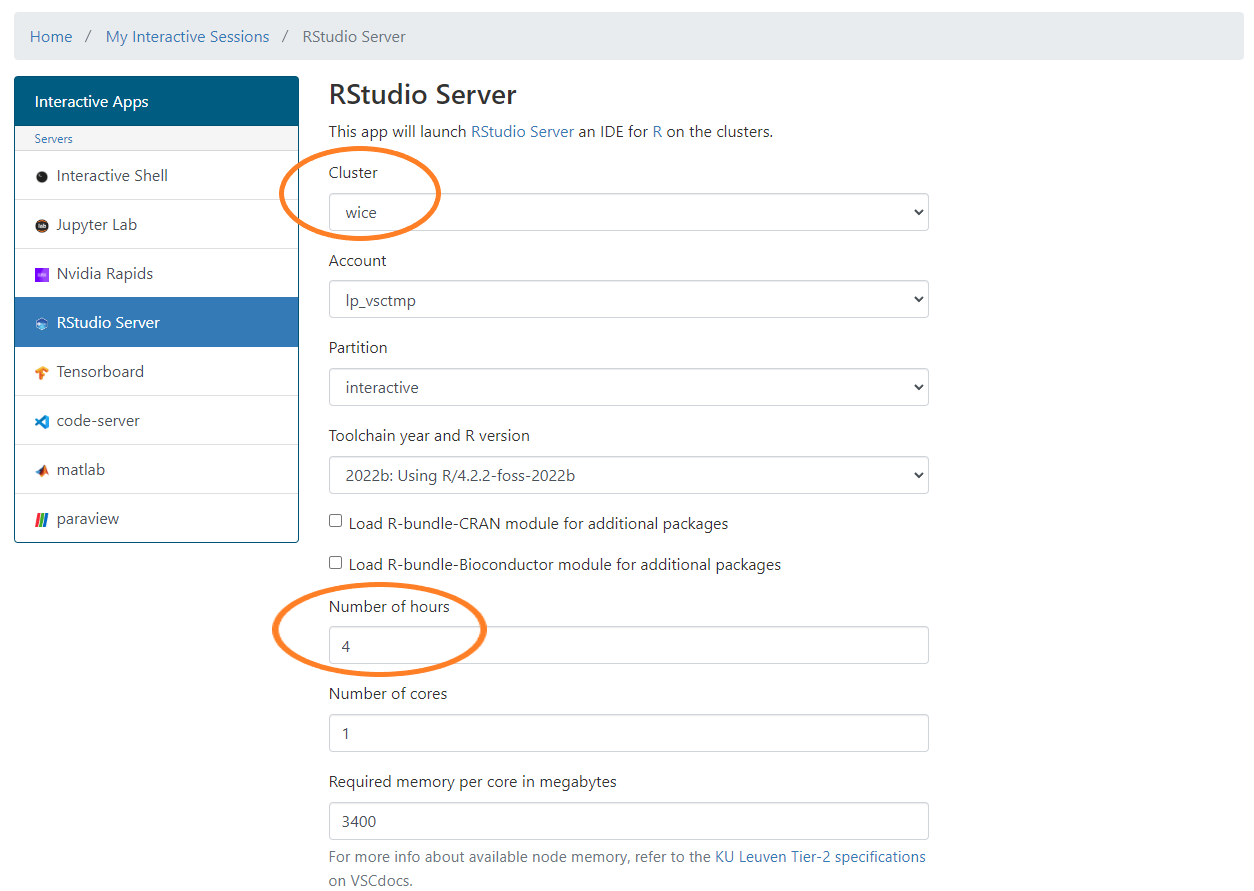 Home / My Interactive Sessions / RStudio Server
Interactive Apps
Servers
Interactive Shell
Jupyter Lab
Nvidia Rapids
RStudio Server
Tensorboard
code-server
matlab
paraview
RStudio Server
This app will launch RStudio Server an IDE for R on the clusters.
Cluster
wice
Account
lp_vsctmp
Partition
interactive
Toolchain year and R version
2022b: Using R/4.2.2-foss-2022b
Load R-bundle-CRAN module for additional packages
Load R-bundle-Bioconductor module for additional packages
Number of hours
4
Number of cores
1
Required memory per core in megabytes
3400
For more info about available node memory, refer to the KU Leuven Tier-2 specifications
on VSCdocs.